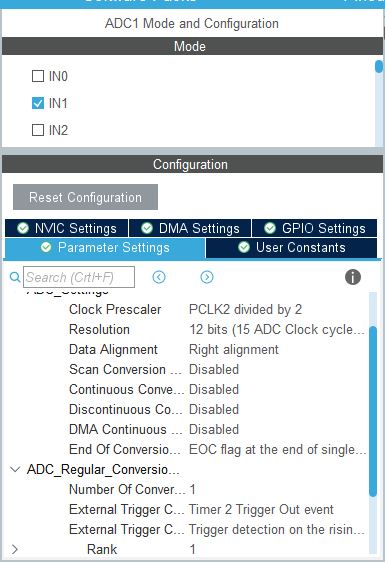 ADC1 Mode and Configuration
Mode
IN0
IN1
IN2
Configuration
Reset Configuration
NVIC Settings DMA Settings GPIO Settings
Parameter Settings User Constants
Search (Crtl+F)
ADC_Settings
Clock Prescaler PCLK2 divided by 2
Resolution 12 bits (15 ADC Clock cycle...
Data Alignment Right alignment
Scan Conversion ... Disabled
Continuous Conve... Disabled
Discontinuous Co... Disabled
DMA Continuous ... Disabled
End Of Conversio... EOC flag at the end of single...
ADC_Regular_Conversio...
Number Of Conver... 1
External Trigger C... Timer 2 Trigger Out event
External Trigger C... Trigger detection on the risin...
Rank 1